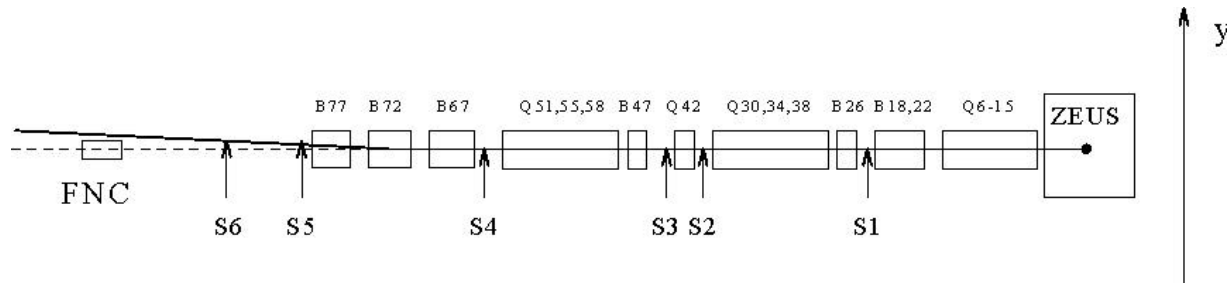 y
B77 B72 B67 Q51,55,58 B47 Q42 Q30,34,38 B26 B18,22 Q6-15 ZEUS
FNC
S6 S5 S4 S3 S2 S1